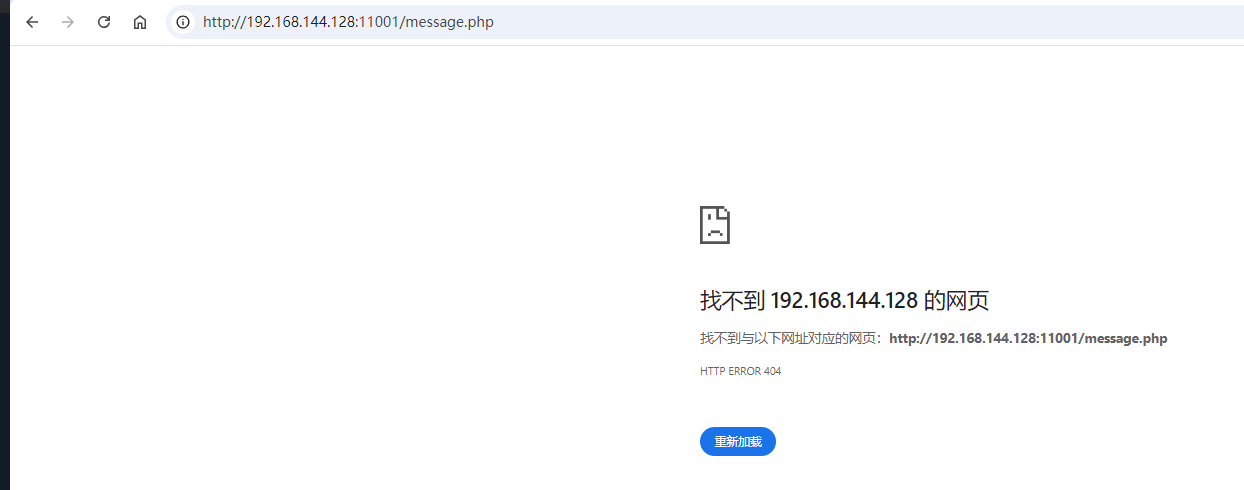 http://192.168.144.128:11001/message.php
找不到 192.168.144.128 的网页
找不到与以下网址对应的网页：http://192.168.144.128:11001/message.php
HTTP ERROR 404
重新加载